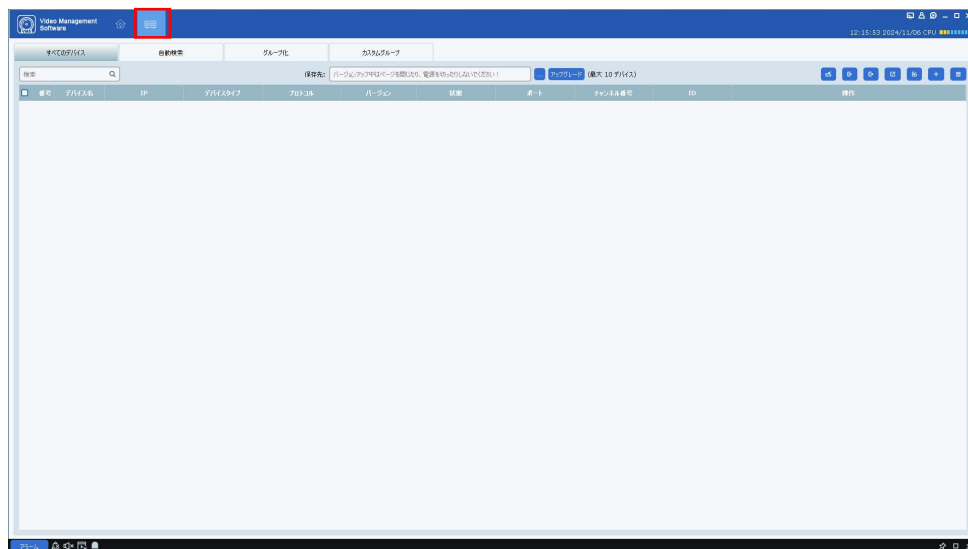 Video Management
Software
12:15:53 2024/11/06 CPU
すべてのデバイス
自動検索
グループ化
カスタムグループ
検索
保存先:
バージョンアップ中はページを閉じたり、電源を切ったりしないでください!
...
アップグレード
(最大 10 デバイス)
番号
デバイス名
IP
デバイスタイプ
プロトコル
バージョン
状態
ポート
チャンネル番号
ID
操作
アラーム